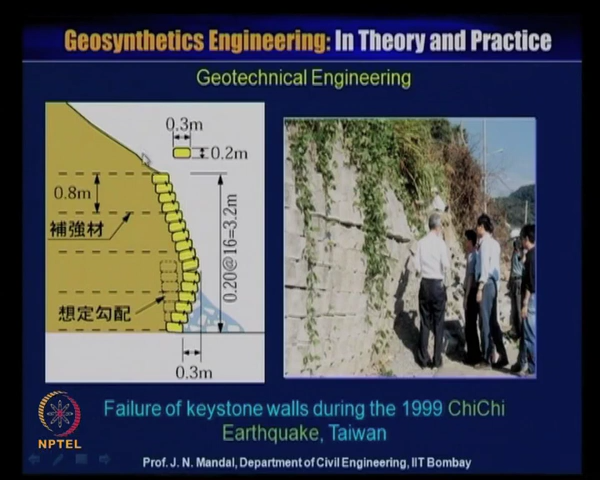 Geosynthetics Engineering: In Theory and Practice
Geotechnical Engineering
0.3m
0.2m
0.8m
補強材
0.20@16=3.2m
想定勾配
0.3m
Failure of keystone walls during the 1999 ChiChi
Earthquake, Taiwan
NPTEL
Prof. J. N. Mandal, Department of Civil Engineering, IIT Bombay